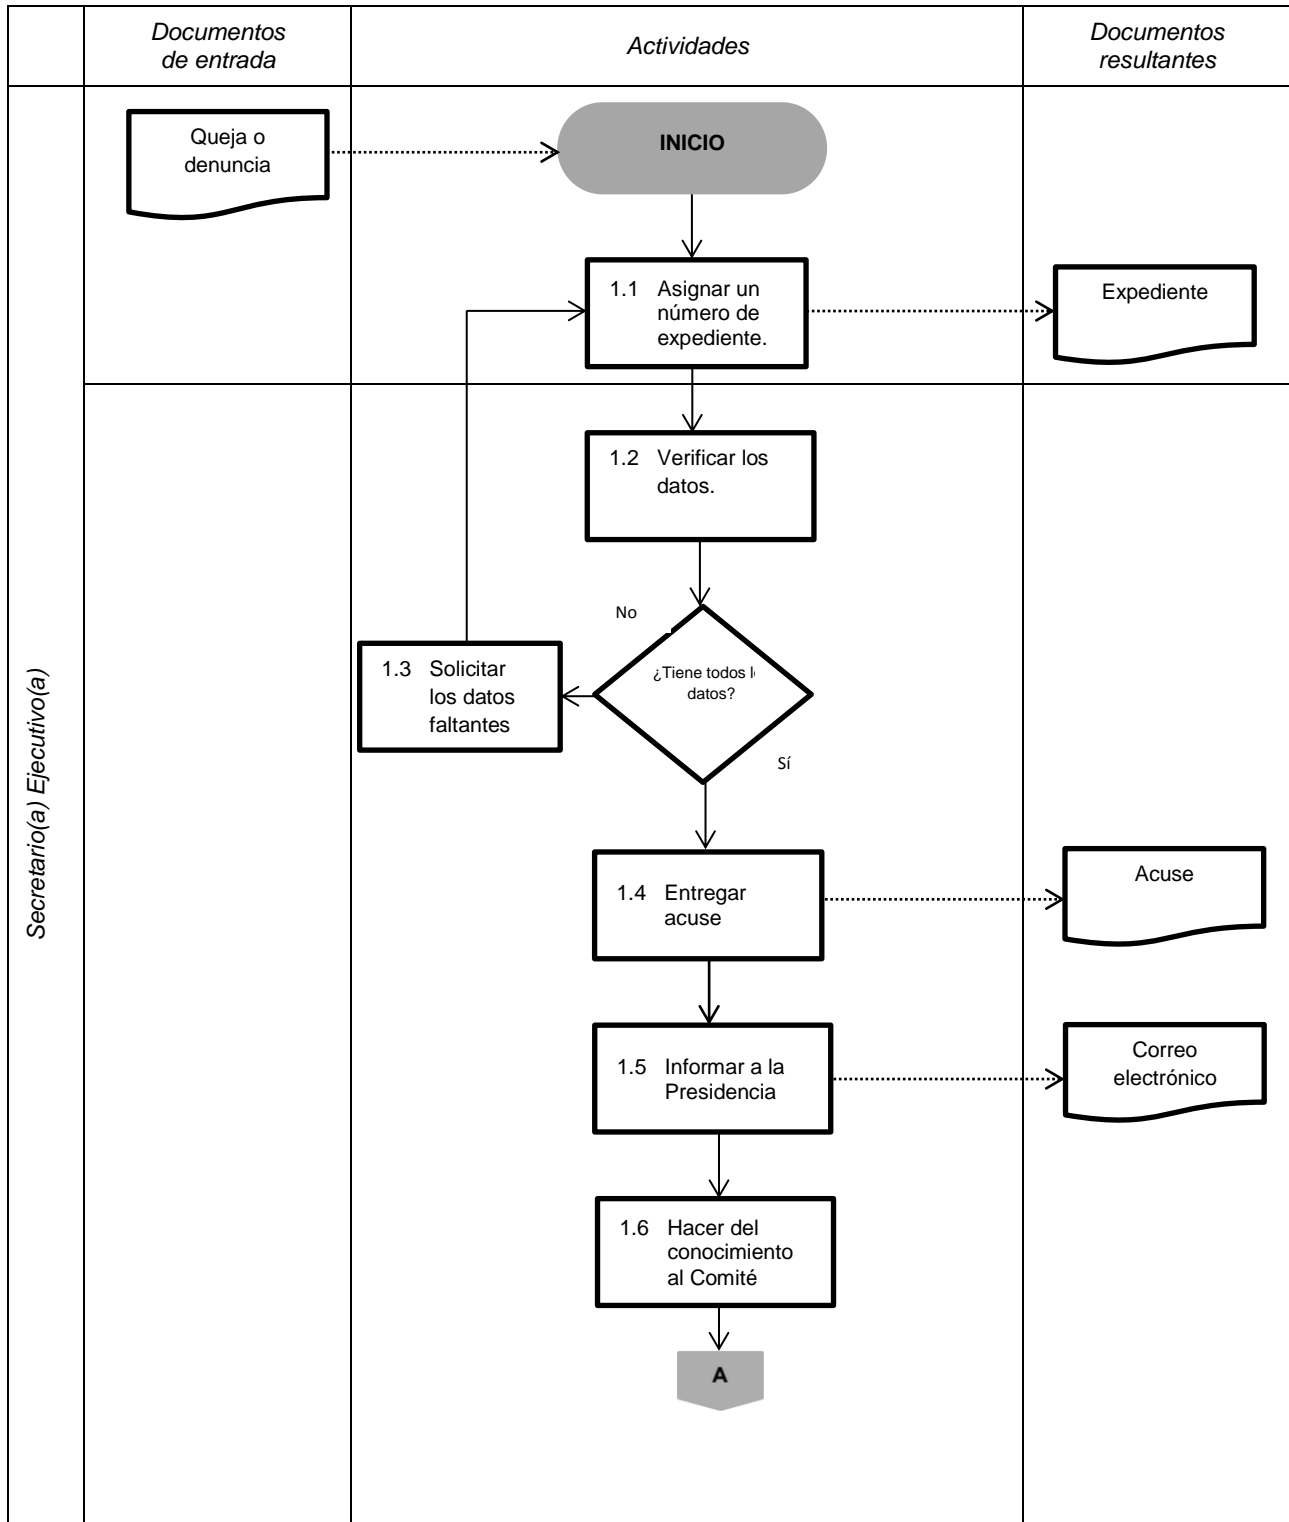 Documentos
de entrada
Actividades
Documentos
resultantes
Queja o
denuncia
INICIO
1.1 Asignar un
número de
expediente.
Expediente
1.2 Verificar los
datos.
No
¿Tiene todos l
datos?
1.3 Solicitar
los datos
faltantes
Sí
Secretario(a) Ejecutivo(a)
1.4 Entregar
acuse
Acuse
1.5 Informar a la
Presidencia
Correo
electrónico
1.6 Hacer del
conocimiento
al Comité
A